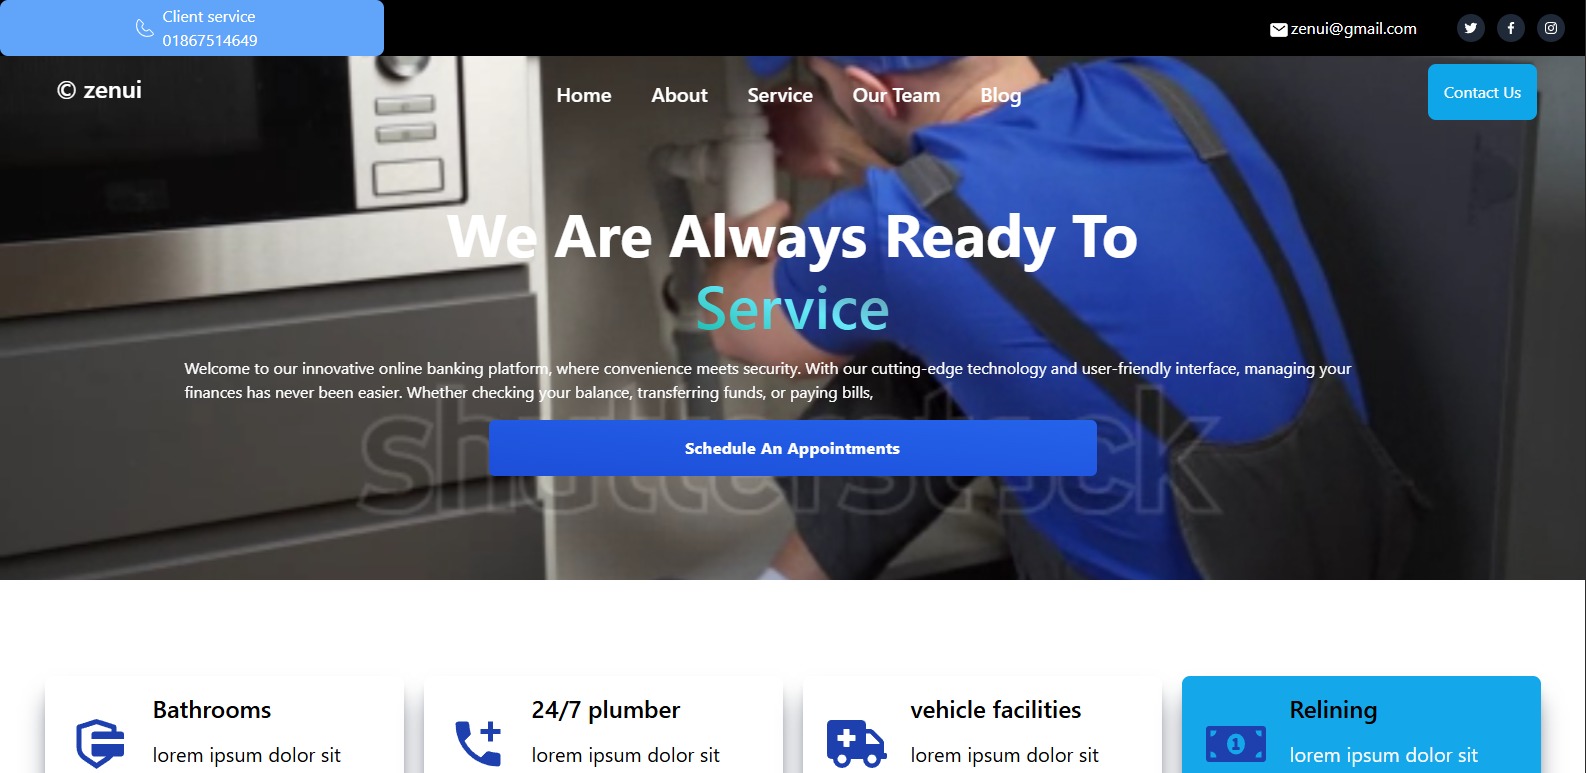 Client service
01867514649
zenui@gmail.com
© zenui
Home About Service Our Team Blog
Contact Us
We Are Always Ready To
Service
Welcome to our innovative online banking platform, where convenience meets security. With our cutting-edge technology and user-friendly interface, managing your
finances has never been easier. Whether checking your balance, transferring funds, or paying bills,
shutterstock
Schedule An Appointments
Bathrooms
lorem ipsum dolor sit
24/7 plumber
lorem ipsum dolor sit
vehicle facilities
lorem ipsum dolor sit
1
Relining
lorem ipsum dolor sit